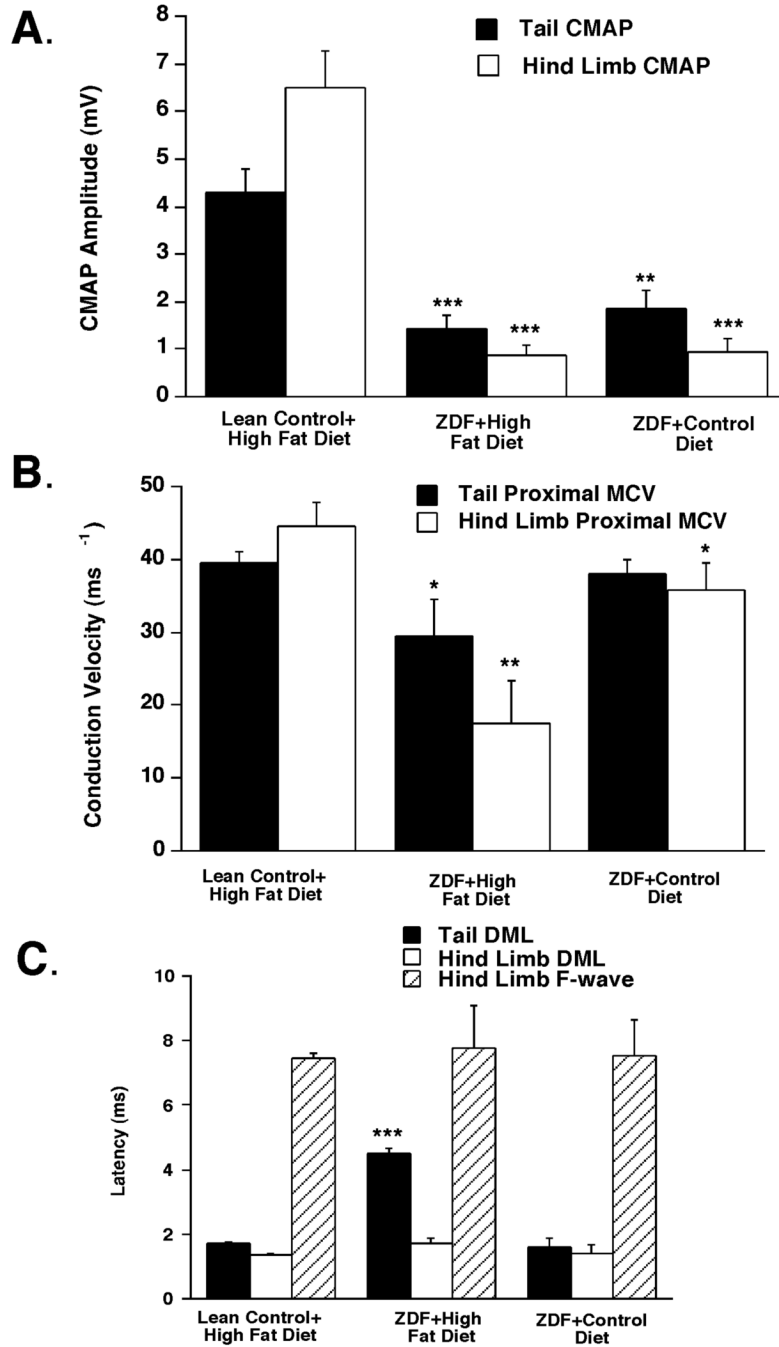 A.
Tail CMAP
Hind Limb CMAP
CMAP Amplitude (mV)
8
7
6
5
4
3
2
1
0
***
***
**
***
Lean Control+
High Fat Diet
ZDF+High
Fat Diet
ZDF+Control
Diet
B.
Tail Proximal MCV
Hind Limb Proximal MCV
Conduction Velocity (ms -1)
50
40
30
20
10
0
*
**
*
Lean Control+
High Fat Diet
ZDF+High
Fat Diet
ZDF+Control
Diet
C.
Tail DML
Hind Limb DML
Hind Limb F-wave
Latency (ms)
10
8
6
4
2
0
***
Lean Control+
High Fat Diet
ZDF+High
Fat Diet
ZDF+Control
Diet